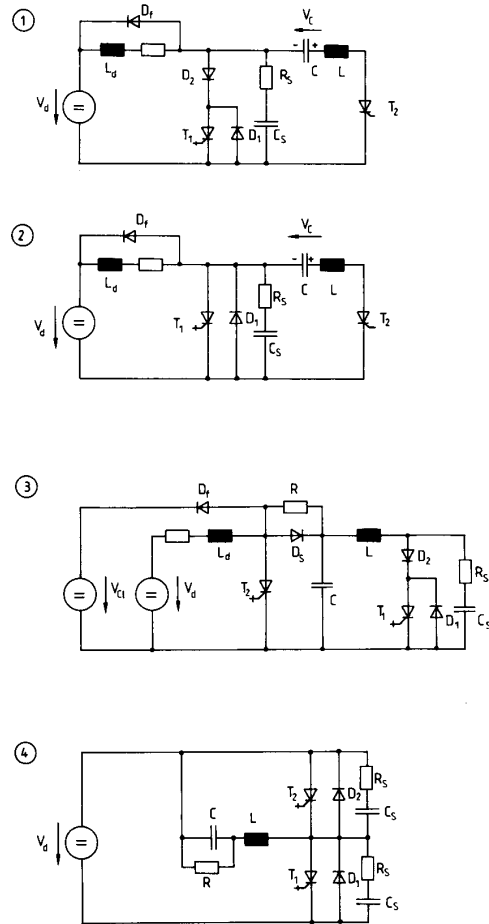 1
D_f
V_C
L_d
D_2
R_S
- +
C
L
V_d
T_1
D_1
C_S
T_2
2
D_f
V_C
L_d
R_S
- +
C
L
V_d
T_1
D_1
C_S
T_2
3
D_f
R
L_d
D_S
L
D_2
R_S
V_Cl
V_d
T_2
C
T_1
D_1
C_S
4
V_d
C
L
R
T_2
D_2
R_S
C_S
T_1
D_1
R_S
C_S